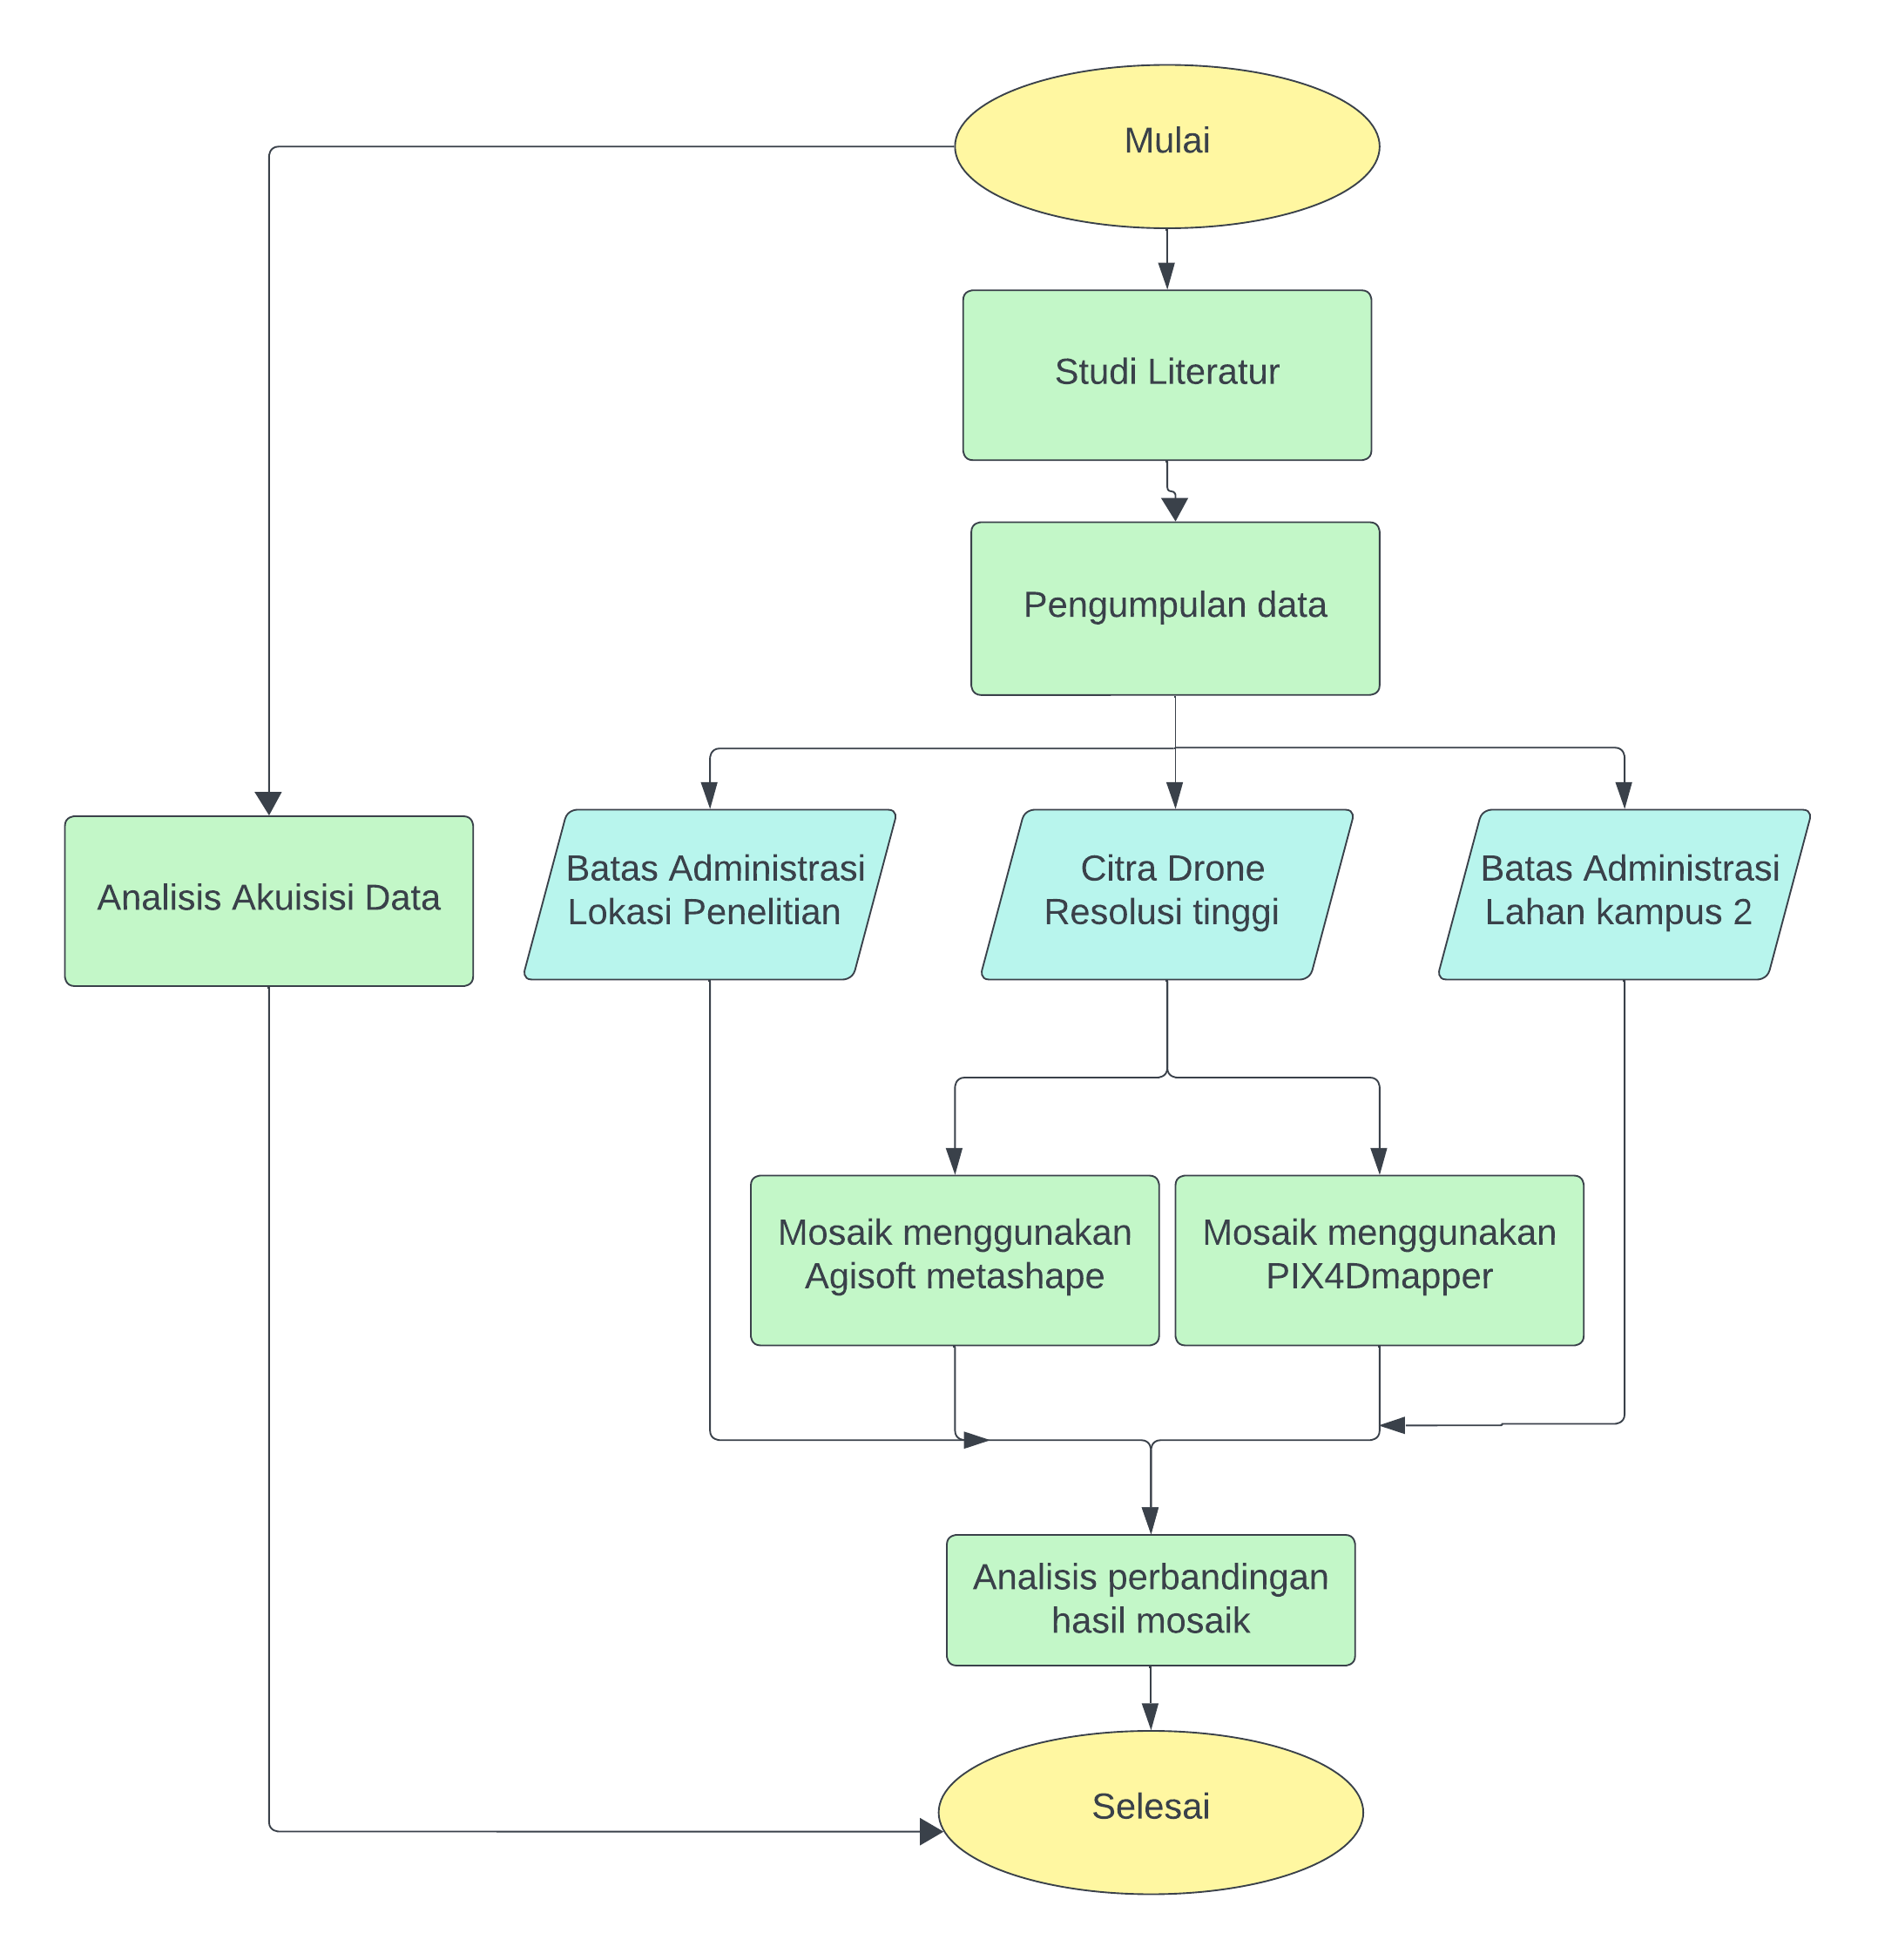 Mulai
Studi Literatur
Pengumpulan data
Analisis Akuisisi Data
Batas Administrasi
Lokasi Penelitian
Citra Drone
Resolusi tinggi
Batas Administrasi
Lahan kampus 2
Mosaik menggunakan
Agisoft metashape
Mosaik menggunakan
PIX4Dmapper
Analisis perbandingan
hasil mosaik
Selesai